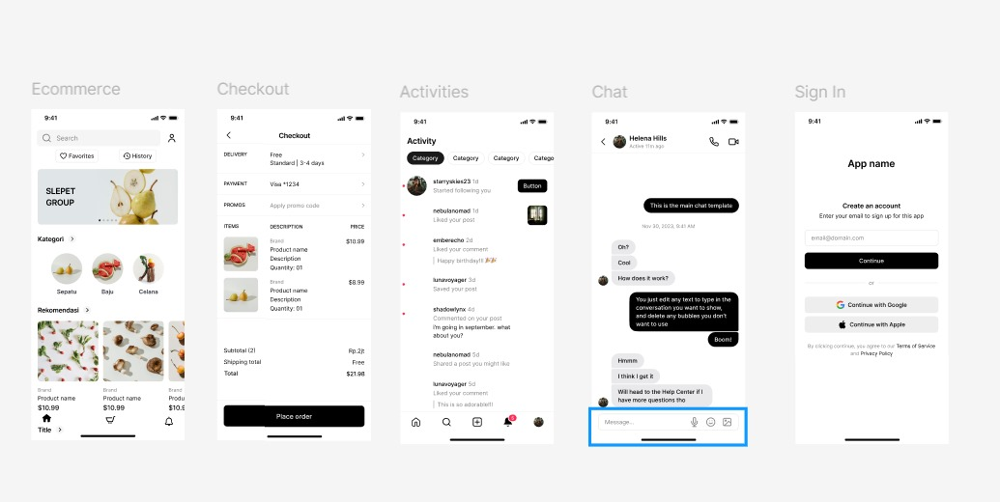 Ecommerce
9:41
Search
Favorites
History
SLEPET
GROUP
Kategori
Sepatu
Baju
Celana
Rekomendasi
Brand
Product name
$10.99
Brand
Product name
$10.99
Brand
Produ
$10.9
Title
Checkout
9:41
Checkout
DELIVERY
Free
Standard | 3-4 days
PAYMENT
Visa *1234
PROMOS
Apply promo code
ITEMS
DESCRIPTION
PRICE
Brand
$10.99
Product name
Description
Quantity: 01
Brand
$8.99
Product name
Description
Quantity: 01
Subtotal (2)
Rp.2jt
Shipping total
Free
Total
$21.98
Place order
Activities
9:41
Activity
Category
Category
Category
Catego
starryskies23 1d
Started following you
Button
nebulanomad 1d
Liked your post
emberecho 2d
Liked your comment
Happy birthday!!!
lunavoyager 3d
Saved your post
shadowlynx 4d
Commented on your post
I'm going in september. what
about you?
nebulanomad 5d
Shared a post you might like
lunavoyager 5d
Liked your comment
This is so adorable!!!
Chat
9:41
Helena Hills
Active 11m ago
This is the main chat template
Nov 30, 2023, 9:41 AM
Oh?
Cool
How does it work?
You just edit any text to type in the
conversation you want to show,
and delete any bubbles you don't
want to use
Boom!
Hmmm
I think I get it
Will head to the Help Center if I
have more questions tho
Message...
Sign In
9:41
App name
Create an account
Enter your email to sign up for this app
email@domain.com
Continue
or
Continue with Google
Continue with Apple
By clicking continue, you agree to our Terms of Service
and Privacy Policy